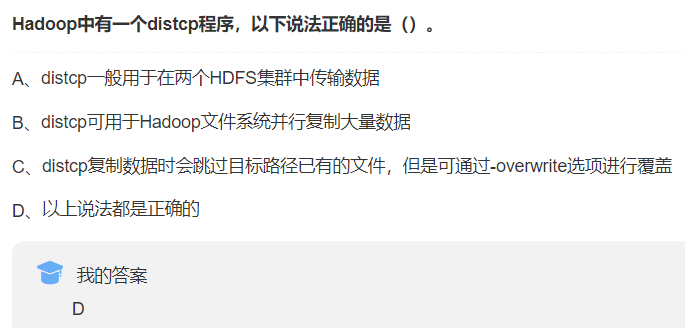 Hadoop中有一个distcp程序，以下说法正确的是（）。
A、distcp一般用于在两个HDFS集群中传输数据
B、distcp可用于Hadoop文件系统并行复制大量数据
C、distcp复制数据时会跳过目标路径已有的文件，但是可通过-overwrite选项进行覆盖
D、以上说法都是正确的
我的答案
D